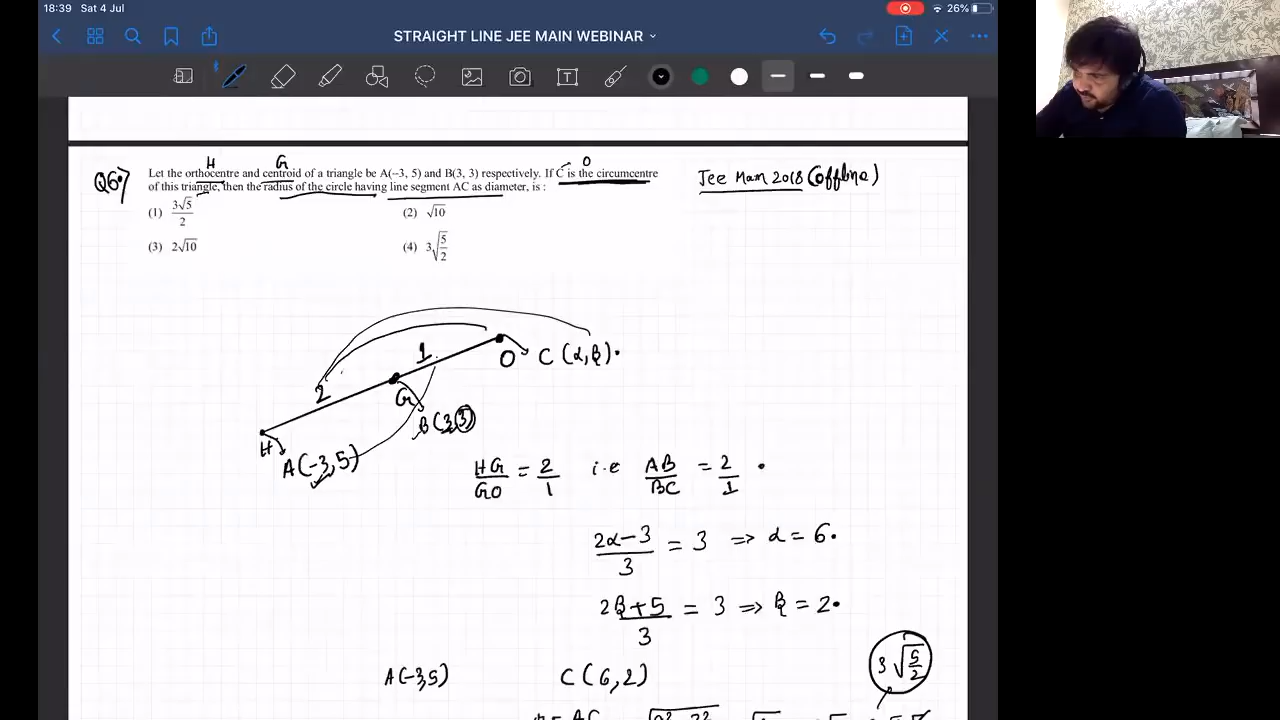 18:39 Sat 4 Jul
26%
STRAIGHT LINE JEE MAIN WEBINAR
T
H G O
Q6. Let the orthocentre and centroid of a triangle be A(–3, 5) and B(3, 3) respectively. If C is the circumcentre
of this triangle, then the radius of the circle having line segment AC as diameter, is :
Jee Main 2018 (offline)
(1) 3√5/2 (2) √10
(3) 2√10 (4) 3√(5/2)
1
O C (α, β).
2
G
B(3,3)
H
A(-3,5)
HG/GO = 2/1 i.e AB/BC = 2/1 .
(2α-3)/3 = 3 => α = 6.
(2β+5)/3 = 3 => β = 2.
3√(5/2)
A(-3,5) C(6,2)